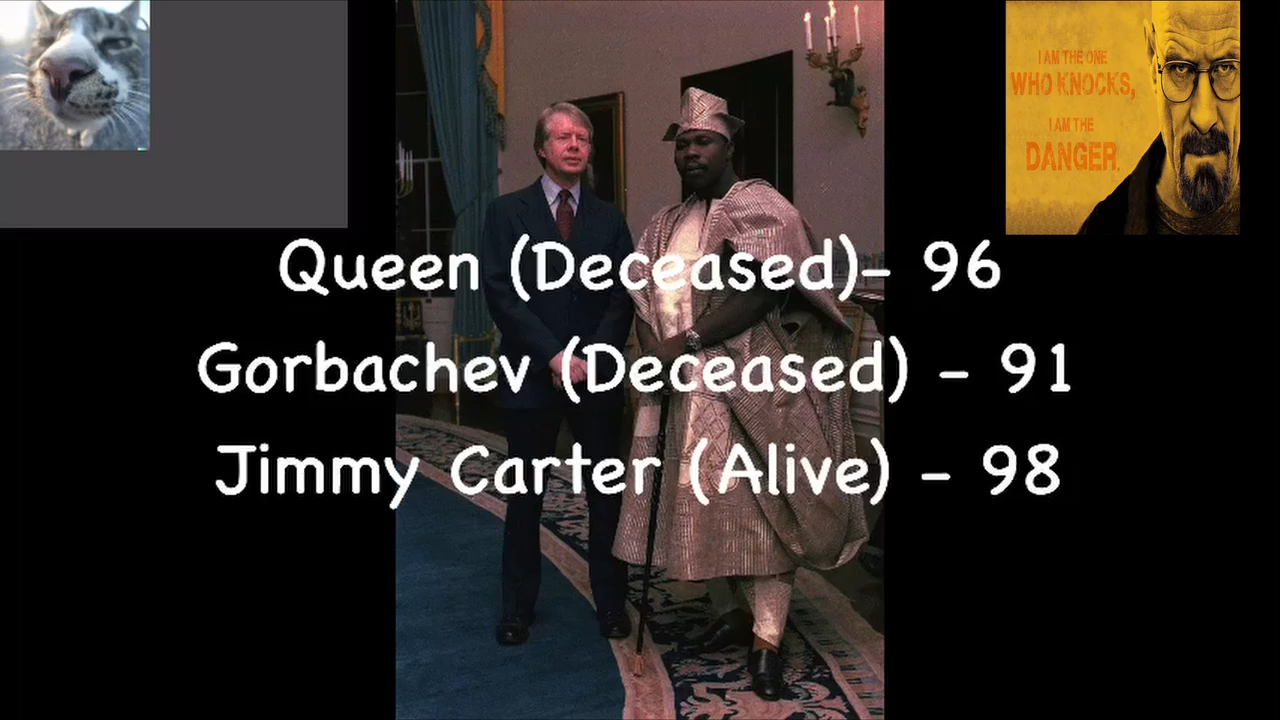 I AM THE ONE
WHO KNOCKS,
I AM THE
DANGER.
Queen (Deceased)- 96
Gorbachev (Deceased) - 91
Jimmy Carter (Alive) - 98